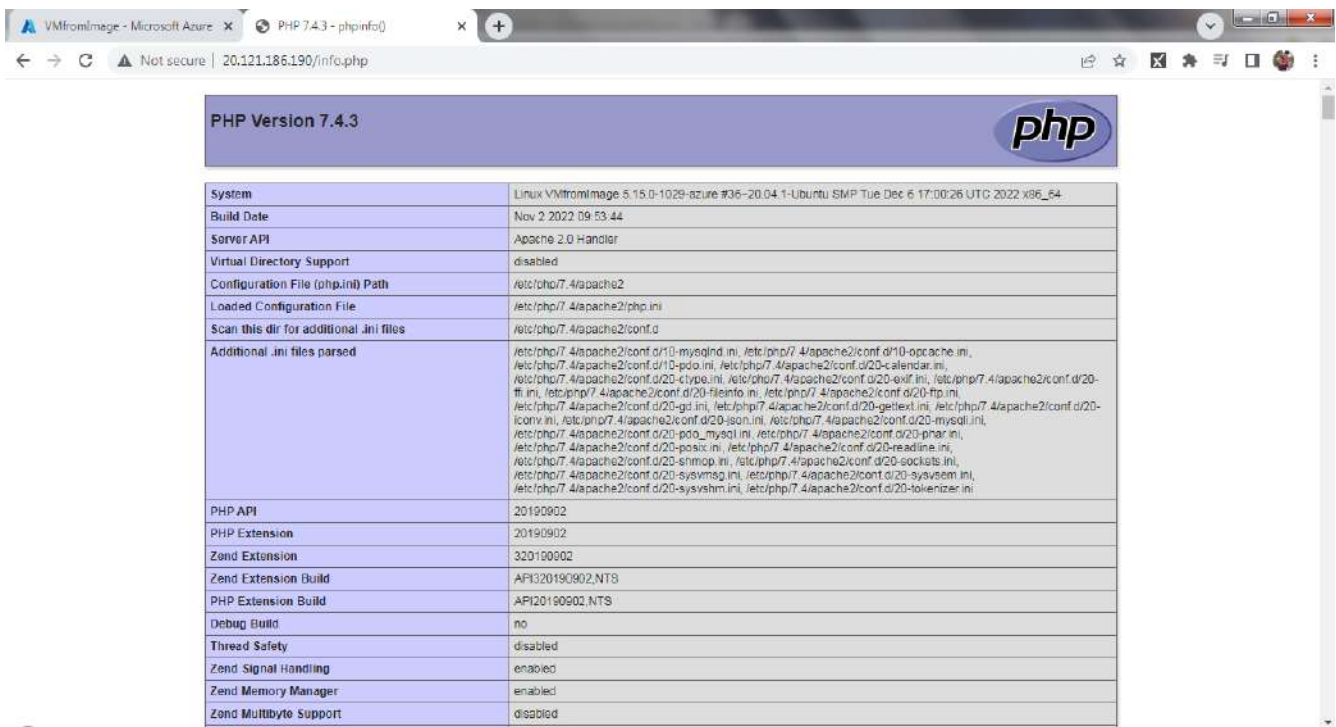 VMfromImage - Microsoft Azure
PHP 7.4.3 - phpinfo()
Not secure | 20.121.186.190/info.php
PHP Version 7.4.3
php
System Linux VMfromImage 5.15.0-1029-azure #36~20.04.1-Ubuntu SMP Tue Dec 6 17:00:26 UTC 2022 x86_64
Build Date Nov 2 2022 09:53:44
Server API Apache 2.0 Handler
Virtual Directory Support disabled
Configuration File (php.ini) Path /etc/php/7.4/apache2
Loaded Configuration File /etc/php/7.4/apache2/php.ini
Scan this dir for additional .ini files /etc/php/7.4/apache2/conf.d
Additional .ini files parsed /etc/php/7.4/apache2/conf.d/10-mysqlnd.ini, /etc/php/7.4/apache2/conf.d/10-opcache.ini,
/etc/php/7.4/apache2/conf.d/10-pdo.ini, /etc/php/7.4/apache2/conf.d/20-calendar.ini,
/etc/php/7.4/apache2/conf.d/20-ctype.ini, /etc/php/7.4/apache2/conf.d/20-exif.ini, /etc/php/7.4/apache2/conf.d/20-
ffi.ini, /etc/php/7.4/apache2/conf.d/20-fileinfo.ini, /etc/php/7.4/apache2/conf.d/20-ftp.ini,
/etc/php/7.4/apache2/conf.d/20-gd.ini, /etc/php/7.4/apache2/conf.d/20-gettext.ini, /etc/php/7.4/apache2/conf.d/20-
iconv.ini, /etc/php/7.4/apache2/conf.d/20-json.ini, /etc/php/7.4/apache2/conf.d/20-mysqli.ini,
/etc/php/7.4/apache2/conf.d/20-pdo_mysql.ini, /etc/php/7.4/apache2/conf.d/20-phar.ini,
/etc/php/7.4/apache2/conf.d/20-posix.ini, /etc/php/7.4/apache2/conf.d/20-readline.ini,
/etc/php/7.4/apache2/conf.d/20-shmop.ini, /etc/php/7.4/apache2/conf.d/20-sockets.ini,
/etc/php/7.4/apache2/conf.d/20-sysvmsg.ini, /etc/php/7.4/apache2/conf.d/20-sysvsem.ini,
/etc/php/7.4/apache2/conf.d/20-sysvshm.ini, /etc/php/7.4/apache2/conf.d/20-tokenizer.ini
PHP API 20190902
PHP Extension 20190902
Zend Extension 320190902
Zend Extension Build API320190902,NTS
PHP Extension Build API20190902,NTS
Debug Build no
Thread Safety disabled
Zend Signal Handling enabled
Zend Memory Manager enabled
Zend Multibyte Support disabled